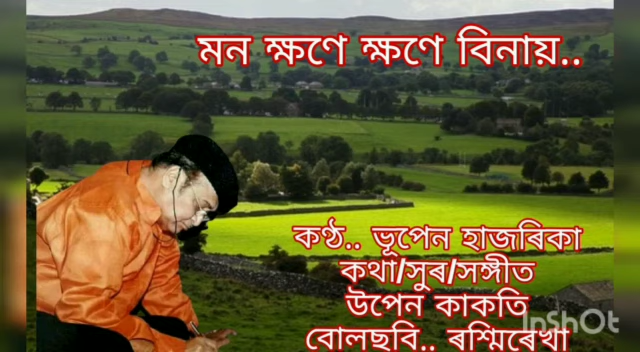 মন ক্ষণে ক্ষণে বিনায়..
কণ্ঠ.. ভূপেন হাজৰিকা
কথা/সুৰ/সঙ্গীত
উপেন কাকতি
বোলছবি.. ৰশ্মিৰেখা
InShOt